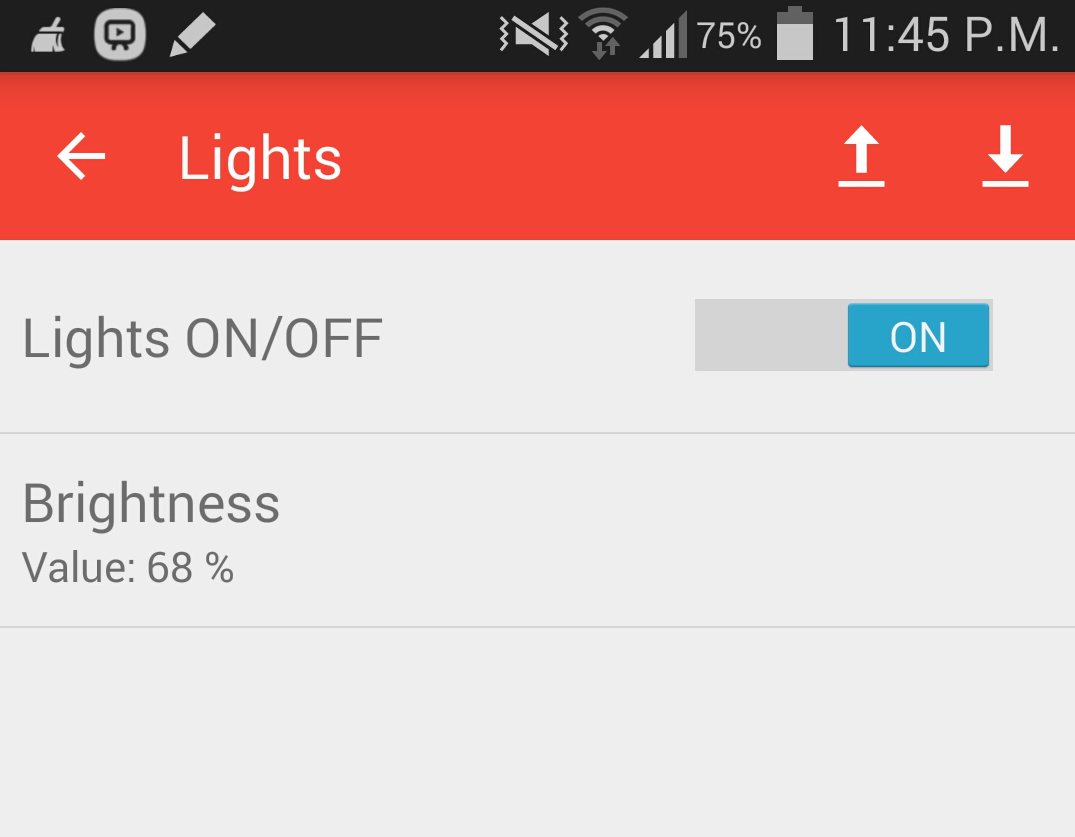 75% 11:45 P.M.
Lights
Lights ON/OFF ON
Brightness
Value: 68 %